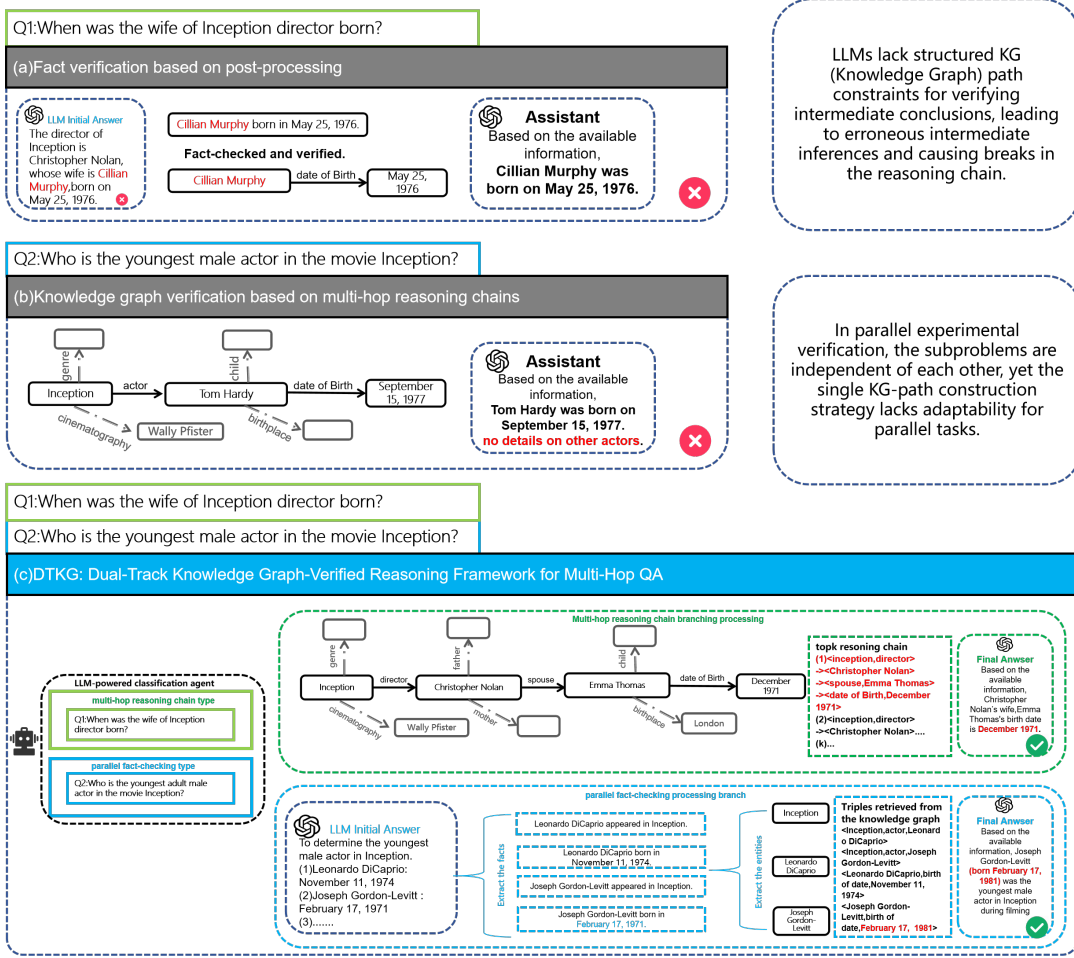 Q1:When was the wife of Inception director born?
(a)Fact verification based on post-processing
LLM Initial Answer
The director of
Inception is
Christopher Nolan,
whose wife is Cillian
Murphy,born on
May 25, 1976.
Cillian Murphy born in May 25, 1976.
Fact-checked and verified.
Cillian Murphy
date of Birth
May 25,
1976
Assistant
Based on the available
information,
Cillian Murphy was
born on May 25, 1976.
LLMs lack structured KG
(Knowledge Graph) path
constraints for verifying
intermediate conclusions, leading
to erroneous intermediate
inferences and causing breaks in
the reasoning chain.
Q2:Who is the youngest male actor in the movie Inception?
(b)Knowledge graph verification based on multi-hop reasoning chains
genre
child
Inception
actor
Tom Hardy
date of Birth
September
15, 1977
cinematography
Wally Pfister
birthplace
Assistant
Based on the available
information,
Tom Hardy was born on
September 15, 1977.
no details on other actors.
In parallel experimental
verification, the subproblems are
independent of each other, yet the
single KG-path construction
strategy lacks adaptability for
parallel tasks.
Q1:When was the wife of Inception director born?
Q2:Who is the youngest male actor in the movie Inception?
(c)DTKG: Dual-Track Knowledge Graph-Verified Reasoning Framework for Multi-Hop QA
LLM-powered classification agent
multi-hop reasoning chain type
Q1:When was the wife of Inception
director born?
parallel fact-checking type
Q2:Who is the youngest adult male
actor in the movie Inception?
Multi-hop reasoning chain branching processing
genre
father
child
Inception
director
Christopher Nolan
spouse
Emma Thomas
date of Birth
December
1971
cinematography
Wally Pfister
mother
birthplace
London
topk resoning chain
(1)<inception,director>
-><Christopher Nolan>
-><spouse,Emma Thomas>
-><date of Birth,December
1971>
(2)<inception,director>
-><Christopher Nolan>....
(k)...
Final Anwser
Based on the
available
information,
Christopher
Nolan's wife,Emma
Thomas's birth date
is December 1971.
parallel fact-checking processing branch
LLM Initial Answer
To determine the youngest
male actor in Inception.
(1)Leonardo DiCaprio:
November 11, 1974
(2)Joseph Gordon-Levitt :
February 17, 1971
(3).......
Extract the facts
Leonardo DiCaprio appeared in Inception.
Leonardo DiCaprio born in
November 11, 1974.
Joseph Gordon-Levitt appeared in Inception.
Joseph Gordon-Levitt born in
February 17, 1971.
Extract the entities
Inception
Leonardo
DiCaprio
Joseph
Gordon-
Levitt
Triples retrieved from
the knowledge graph
<Inception,actor,Leonard
o DiCaprio>
<Inception,actor,Joseph
Gordon-Levitt>
<Leonardo DiCaprio,birth
of date,November 11,
1974>
<Joseph Gordon-
Levitt,birth of
date,February 17, 1981>
Final Anwser
Based on the
available
information, Joseph
Gordon-Levitt
(born February 17,
1981) was the
youngest male
actor in Inception
during filming